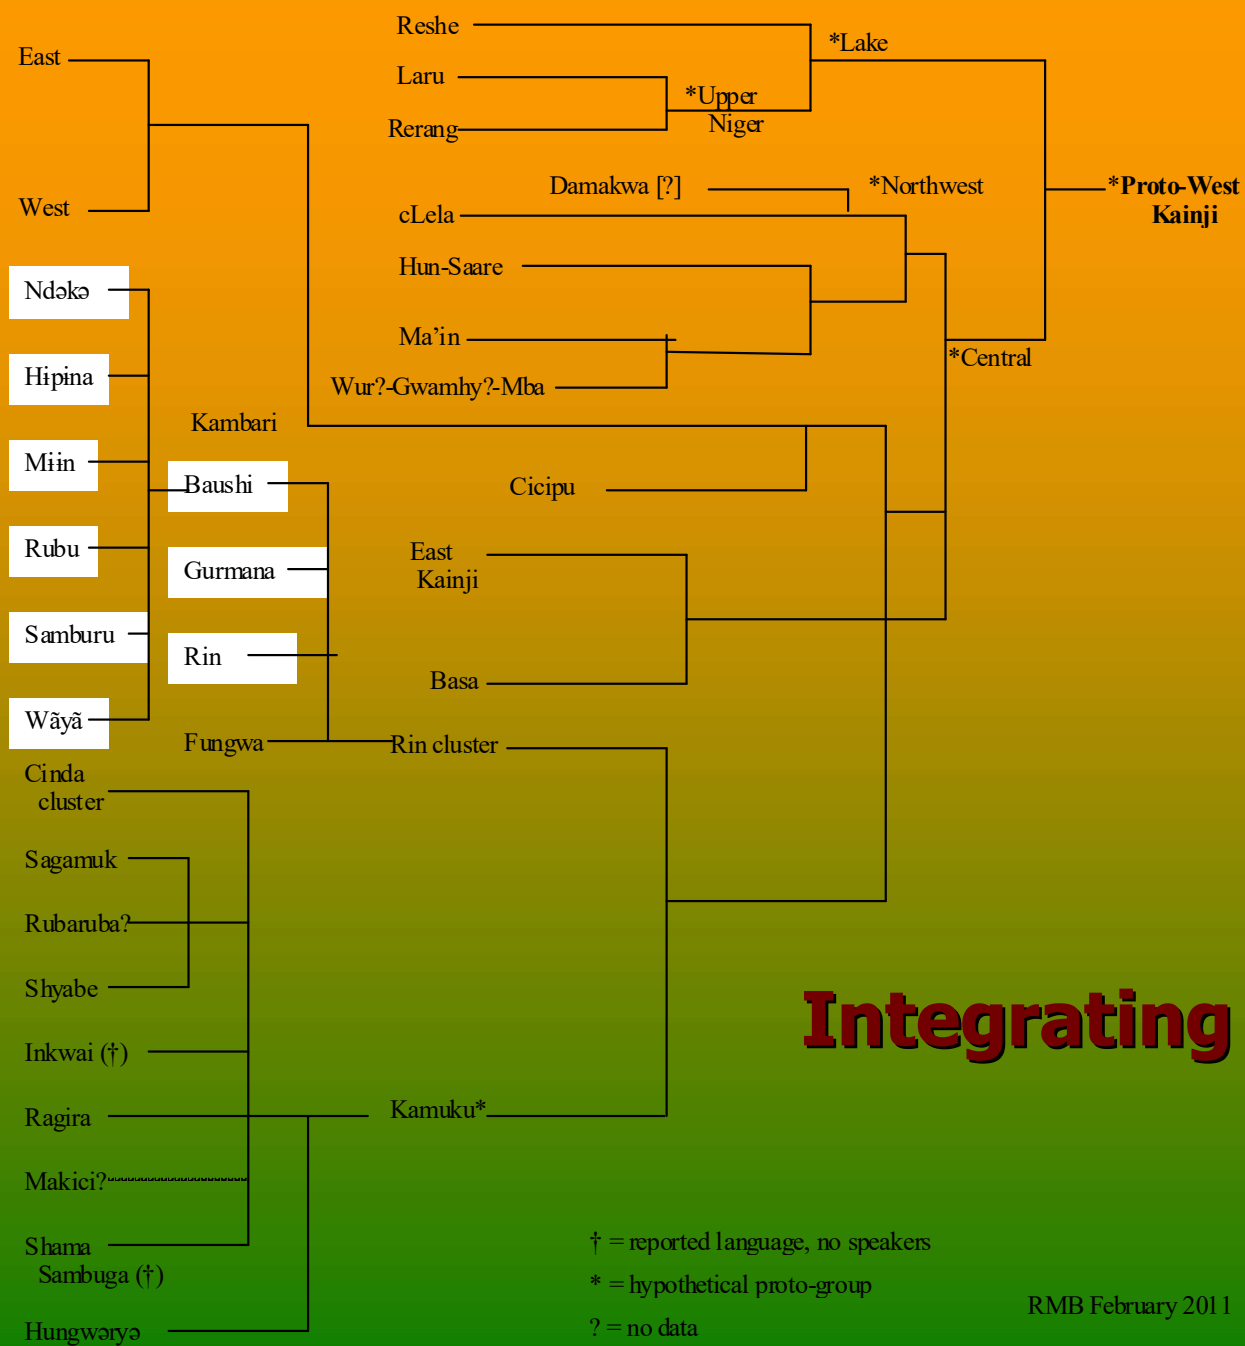 Reshe
*Lake
East
Laru
*Upper
Niger
Rerang
Damakwa [?]
*Northwest
*Proto-West
Kainji
West
cLela
Hun-Saare
Ndəkə
Ma’in
*Central
Hɨpɨna
Wur?-Gwamhy?-Mba
Kambari
Mɨɨn
Baushi
Cicipu
Rubu
East
Kainji
Gurmana
Samburu
Rin
Basa
Wãyã
Fungwa
Rin cluster
Cinda
cluster
Sagamuk
Rubaruba?
Shyabe
Integrating
Inkwai (†)
Ragira
Kamuku*
Makici?
Shama
Sambuga (†)
† = reported language, no speakers
* = hypothetical proto-group
RMB February 2011
? = no data
Hungwəryə